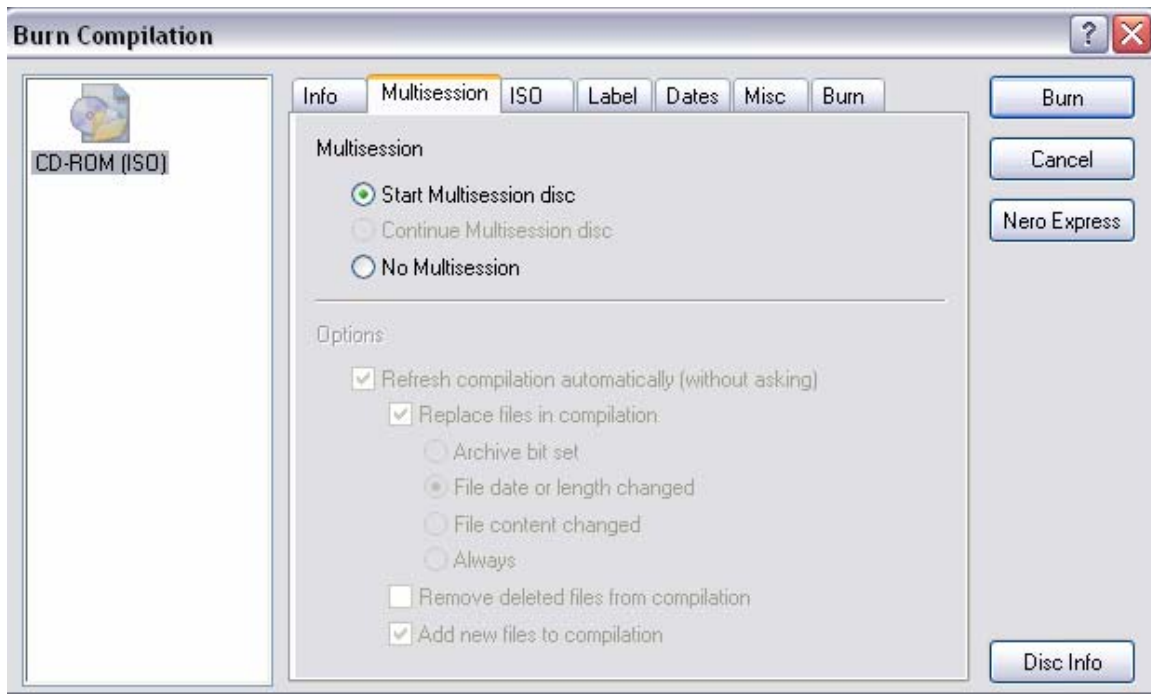 Burn Compilation
?
CD-ROM (ISO)
Info Multisession ISO Label Dates Misc Burn
Multisession
Start Multisession disc
Continue Multisession disc
No Multisession
Options
Refresh compilation automatically (without asking)
Replace files in compilation
Archive bit set
File date or length changed
File content changed
Always
Remove deleted files from compilation
Add new files to compilation
Burn
Cancel
Nero Express
Disc Info